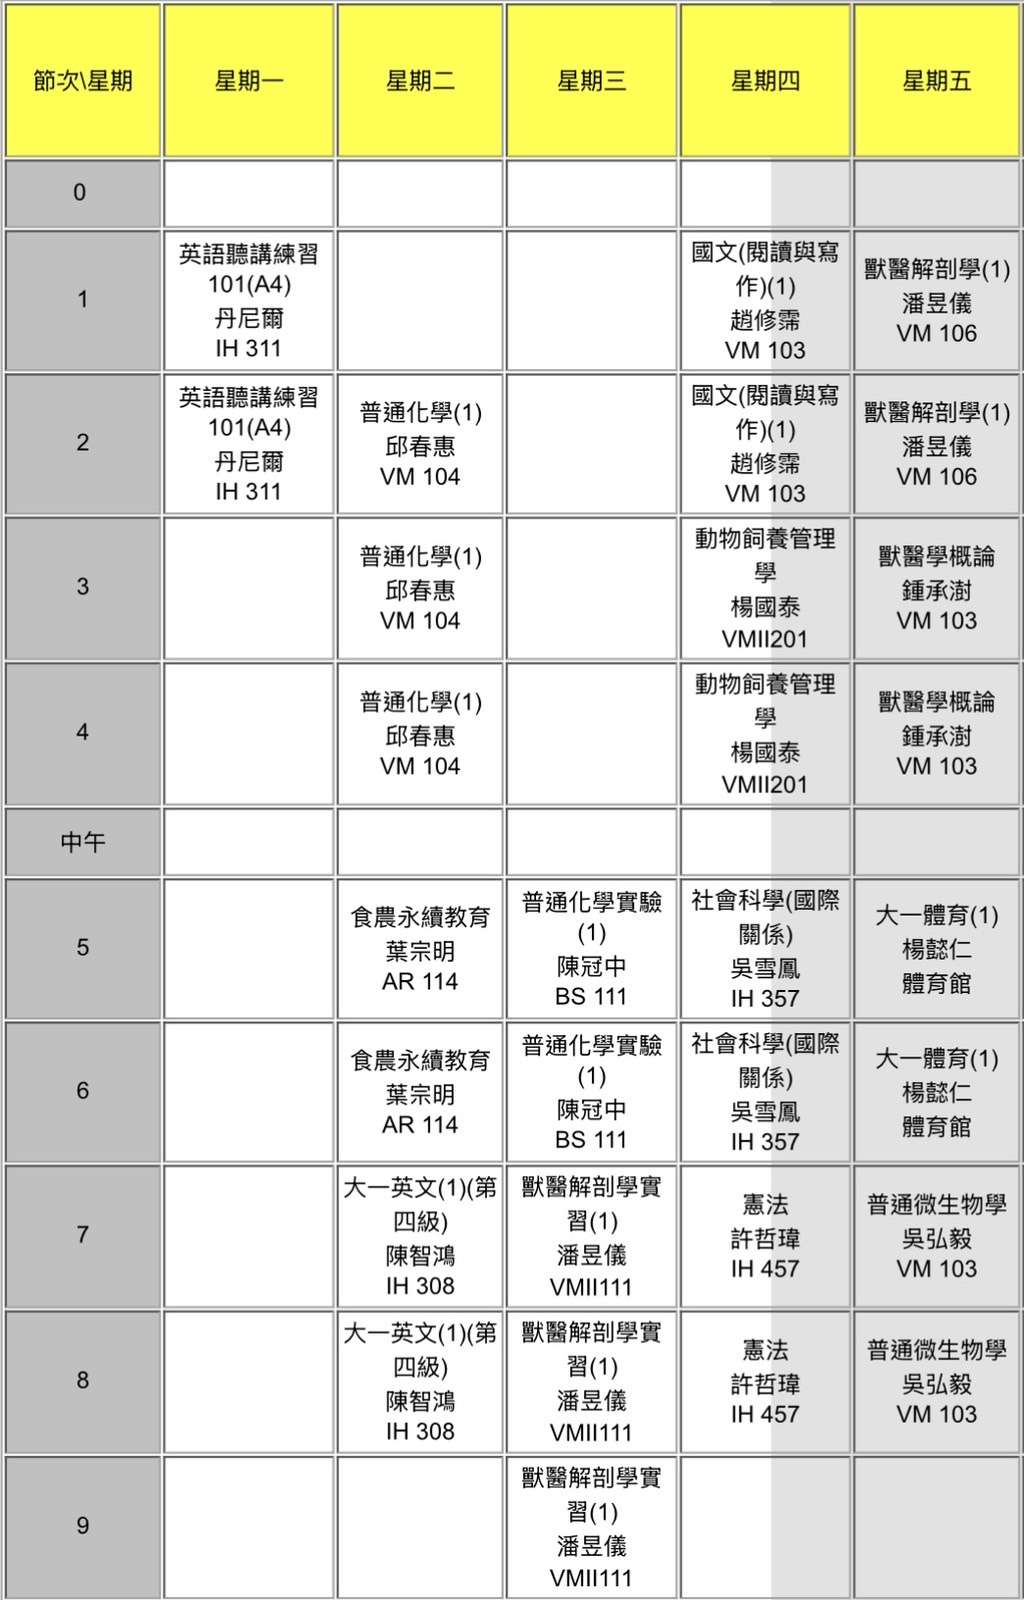 節次\星期
星期一
星期二
星期三
星期四
星期五
0
1
英語聽講練習
101(A4)
丹尼爾
IH 311
國文(閱讀與寫
作)(1)
趙修霈
VM 103
獸醫解剖學(1)
潘昱儀
VM 106
2
英語聽講練習
101(A4)
丹尼爾
IH 311
普通化學(1)
邱春惠
VM 104
國文(閱讀與寫
作)(1)
趙修霈
VM 103
獸醫解剖學(1)
潘昱儀
VM 106
3
普通化學(1)
邱春惠
VM 104
動物飼養管理
學
楊國泰
VMII201
獸醫學概論
鍾承澍
VM 103
4
普通化學(1)
邱春惠
VM 104
動物飼養管理
學
楊國泰
VMII201
獸醫學概論
鍾承澍
VM 103
中午
5
食農永續教育
葉宗明
AR 114
普通化學實驗
(1)
陳冠中
BS 111
社會科學(國際
關係)
吳雪鳳
IH 357
大一體育(1)
楊懿仁
體育館
6
食農永續教育
葉宗明
AR 114
普通化學實驗
(1)
陳冠中
BS 111
社會科學(國際
關係)
吳雪鳳
IH 357
大一體育(1)
楊懿仁
體育館
7
大一英文(1)(第
四級)
陳智鴻
IH 308
獸醫解剖學實
習(1)
潘昱儀
VMII111
憲法
許哲瑋
IH 457
普通微生物學
吳弘毅
VM 103
8
大一英文(1)(第
四級)
陳智鴻
IH 308
獸醫解剖學實
習(1)
潘昱儀
VMII111
憲法
許哲瑋
IH 457
普通微生物學
吳弘毅
VM 103
9
獸醫解剖學實
習(1)
潘昱儀
VMII111